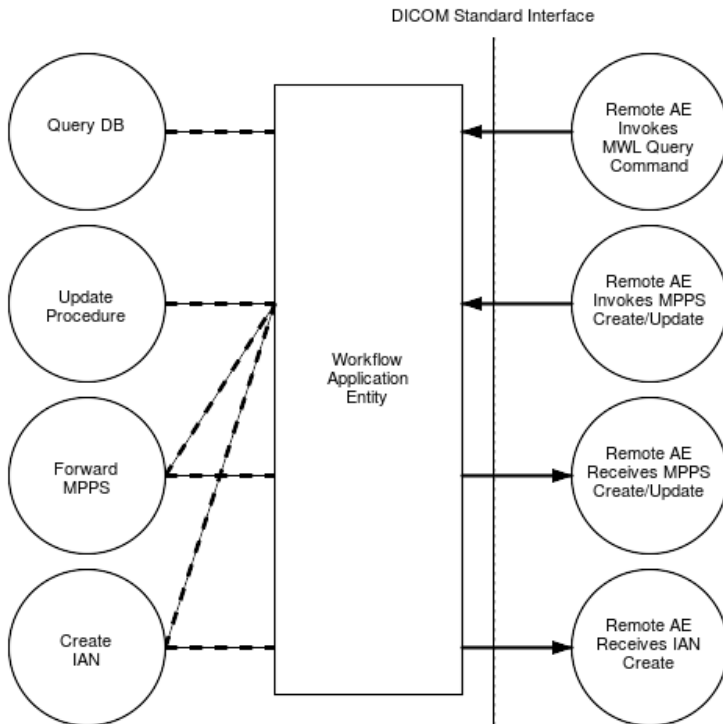 DICOM Standard Interface
Query DB
Remote AE
Invokes
MWL Query
Command
Update
Procedure
Remote AE
Invokes MPPS
Create/Update
Workflow
Application
Entity
Forward
MPPS
Remote AE
Receives MPPS
Create/Update
Create
IAN
Remote AE
Receives IAN
Create